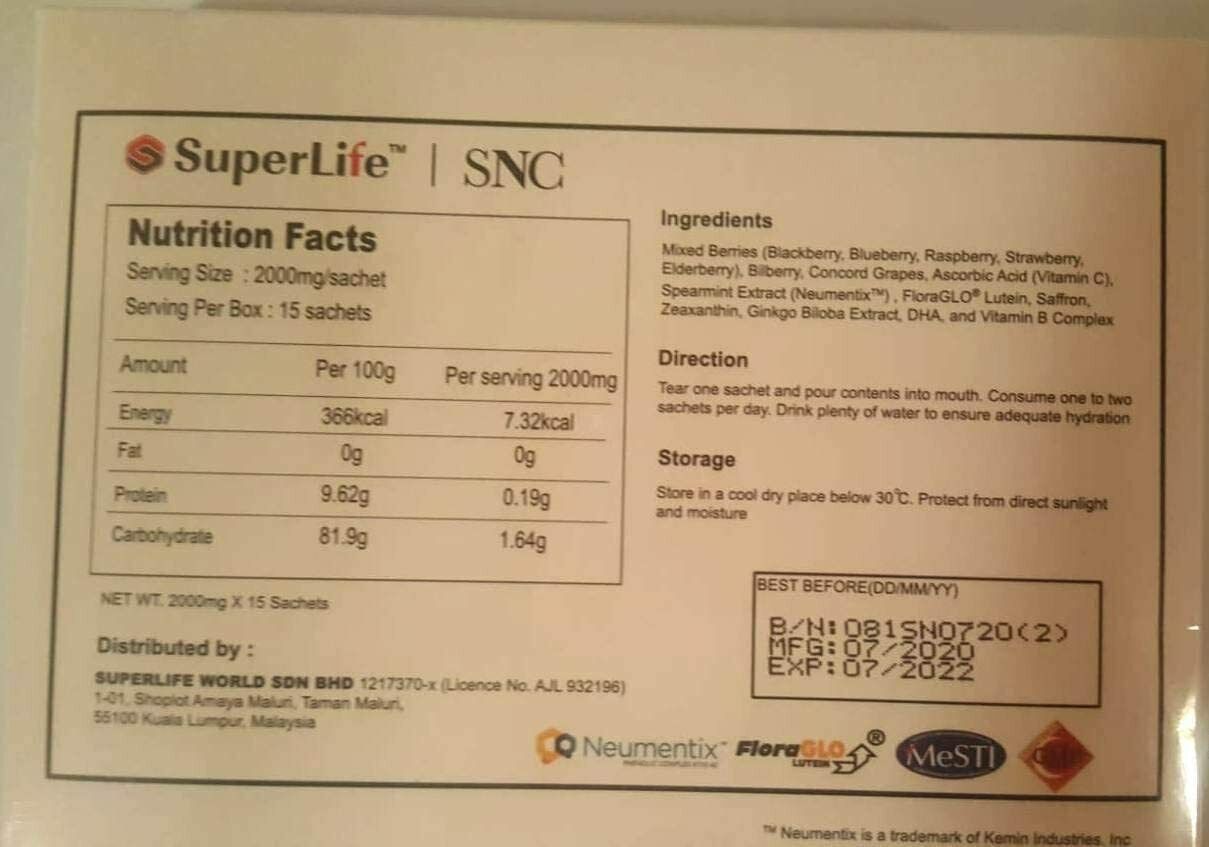 SuperLife™ | SNC
Nutrition Facts
Serving Size : 2000mg/sachet
Serving Per Box : 15 sachets
Amount Per 100g Per serving 2000mg
Energy 366kcal 7.32kcal
Fat 0g 0g
Protein 9.62g 0.19g
Carbohydrate 81.9g 1.64g
NET WT. 2000mg X 15 Sachets
Distributed by :
SUPERLIFE WORLD SDN BHD 1217370-x (Licence No. AJL 932196)
1-01, Shoplot Amaya Maluri, Taman Maluri,
55100 Kuala Lumpur, Malaysia
Ingredients
Mixed Berries (Blackberry, Blueberry, Raspberry, Strawberry,
Elderberry), Bilberry, Concord Grapes, Ascorbic Acid (Vitamin C),
Spearmint Extract (Neumentix™) , FloraGLO® Lutein, Saffron,
Zeaxanthin, Ginkgo Biloba Extract, DHA, and Vitamin B Complex
Direction
Tear one sachet and pour contents into mouth. Consume one to two
sachets per day. Drink plenty of water to ensure adequate hydration
Storage
Store in a cool dry place below 30℃. Protect from direct sunlight
and moisture
BEST BEFORE(DD/MM/YY)
B/N: 081SN0720(2)
MFG: 07/2020
EXP: 07/2022
Neumentix™
FloraGLO®
LUTEIN
MeSTI
GMP
™ Neumentix is a trademark of Kemin Industries, Inc